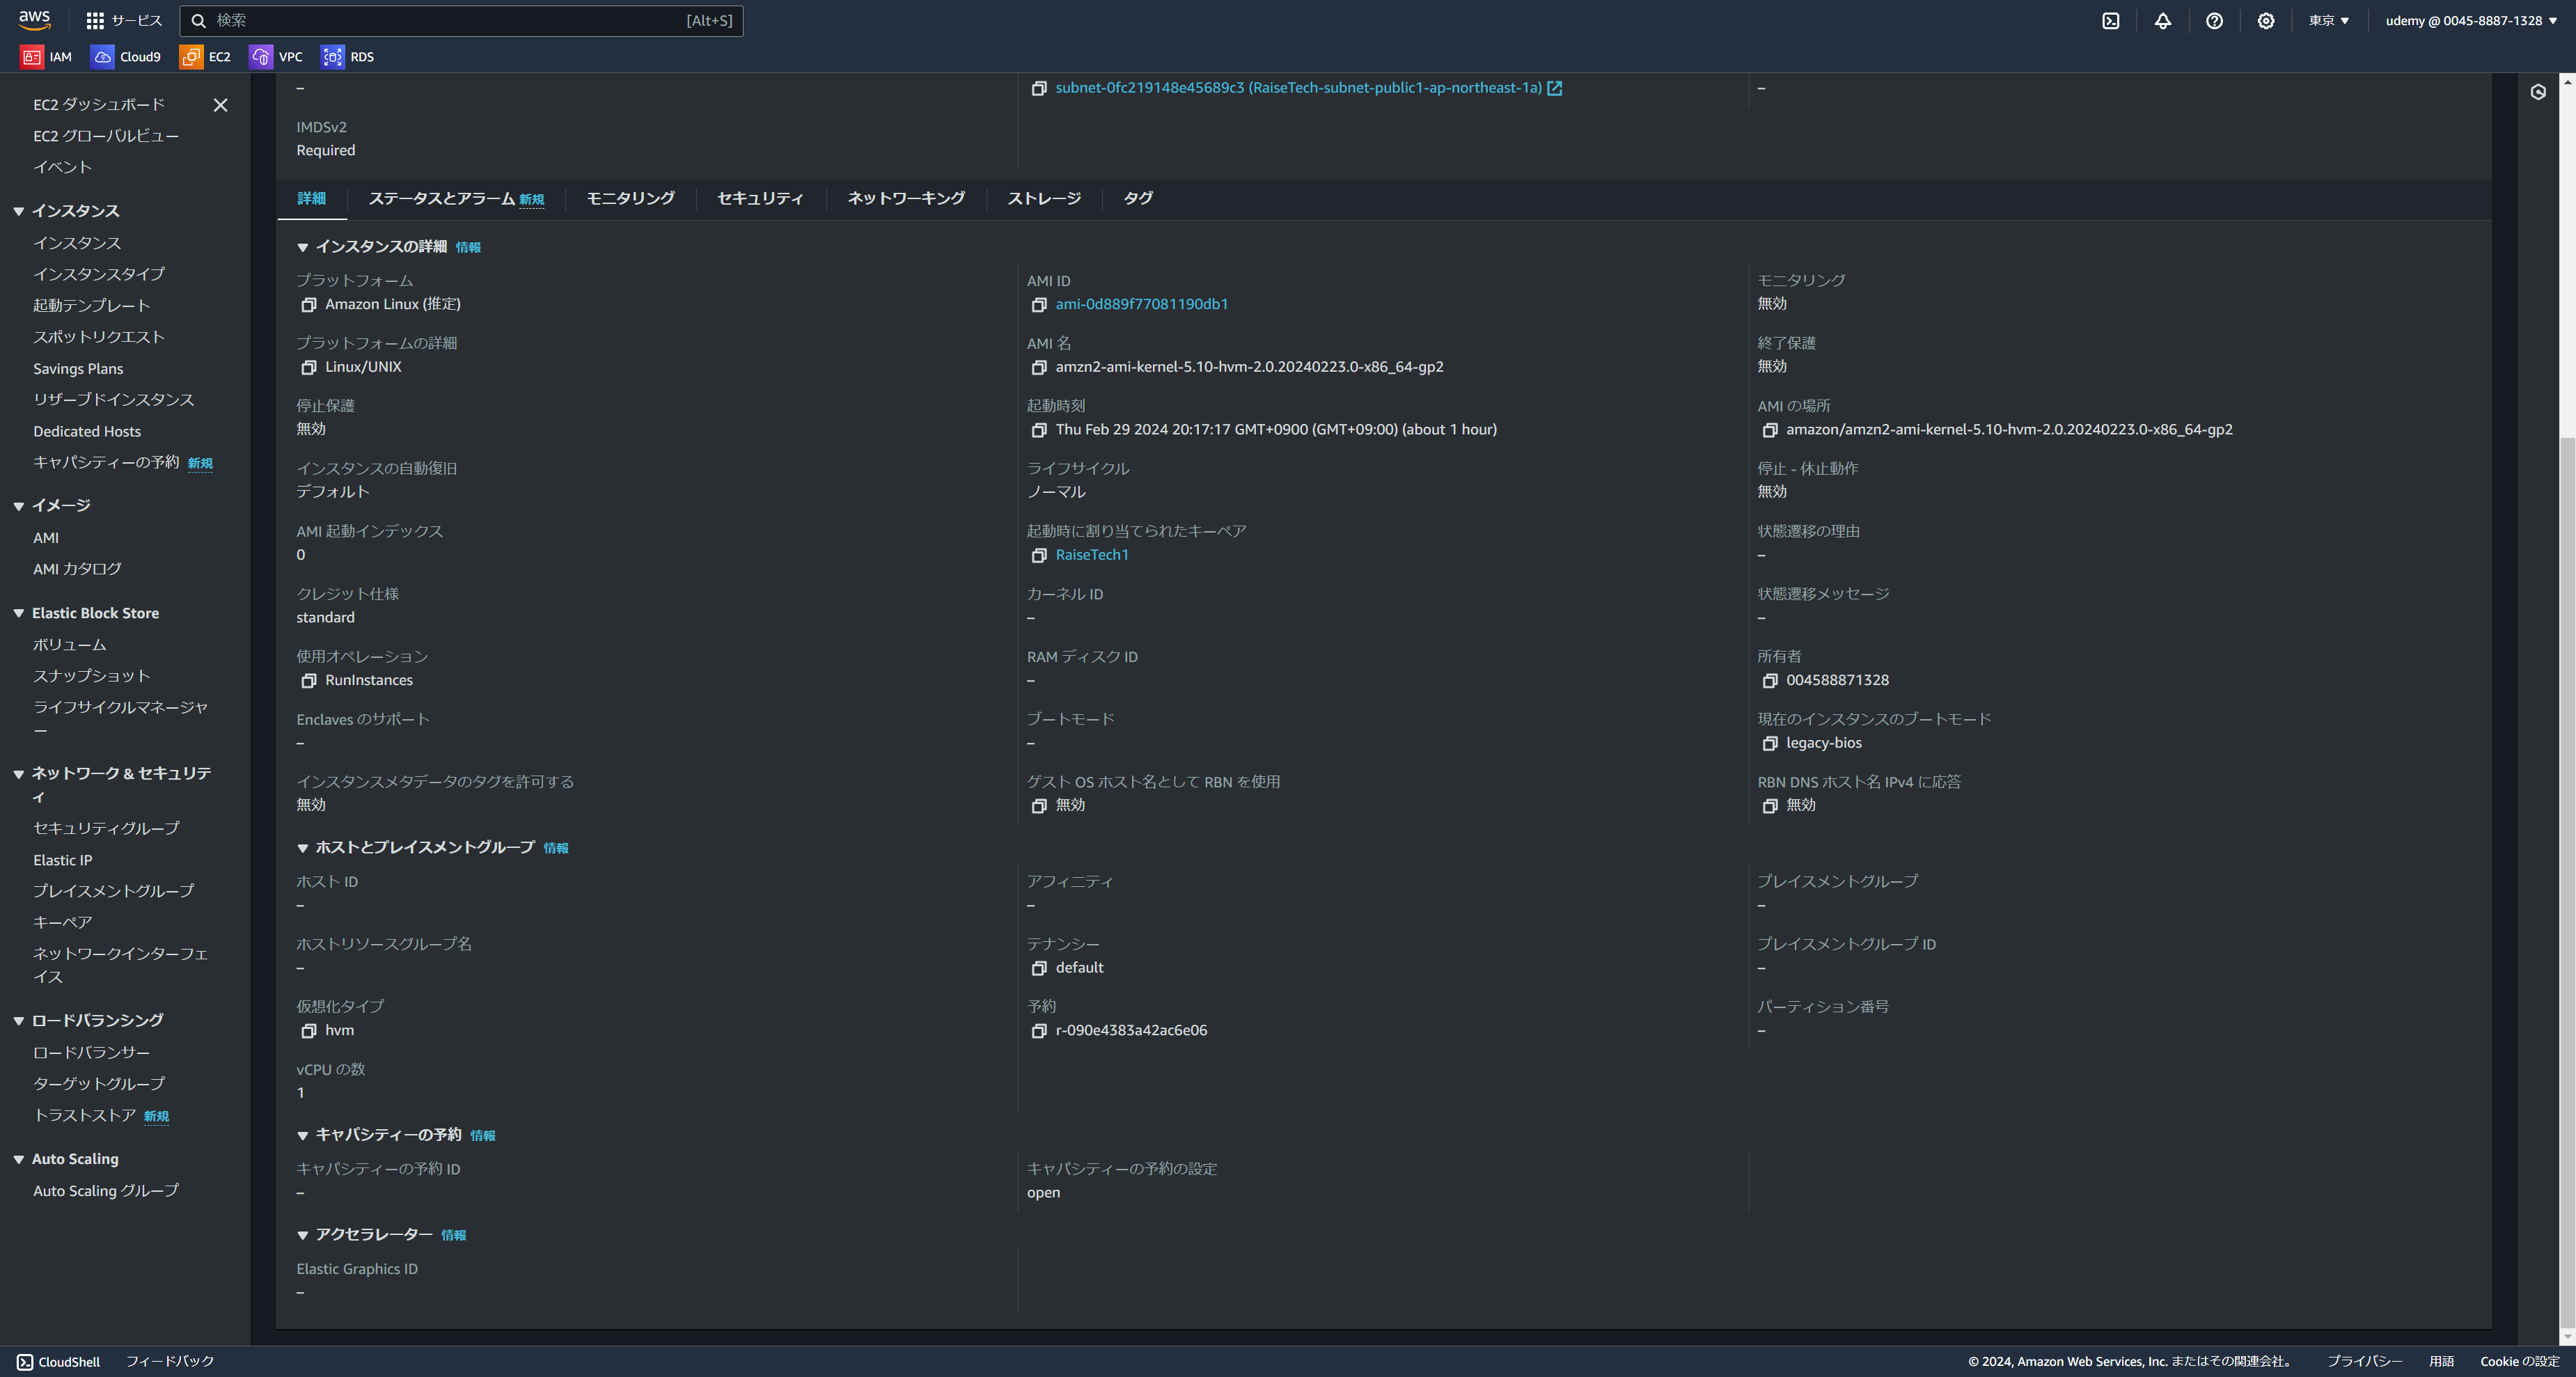 aws
サービス
検索
[Alt+S]
東京
udemy @ 0045-8887-1328
IAM
Cloud9
EC2
VPC
RDS
EC2 ダッシュボード
EC2 グローバルビュー
イベント
インスタンス
インスタンス
インスタンスタイプ
起動テンプレート
スポットリクエスト
Savings Plans
リザーブドインスタンス
Dedicated Hosts
キャパシティーの予約 新規
イメージ
AMI
AMI カタログ
Elastic Block Store
ボリューム
スナップショット
ライフサイクルマネージャ
ー
ネットワーク & セキュリテ
ィ
セキュリティグループ
Elastic IP
プレイスメントグループ
キーペア
ネットワークインターフェ
イス
ロードバランシング
ロードバランサー
ターゲットグループ
トラストストア 新規
Auto Scaling
Auto Scaling グループ
–
subnet-0fc219148e45689c3 (RaiseTech-subnet-public1-ap-northeast-1a)
–
IMDSv2
Required
詳細
ステータスとアラーム 新規
モニタリング
セキュリティ
ネットワーキング
ストレージ
タグ
インスタンスの詳細 情報
プラットフォーム
Amazon Linux (推定)
AMI ID
ami-0d889f77081190db1
モニタリング
無効
プラットフォームの詳細
Linux/UNIX
AMI 名
amzn2-ami-kernel-5.10-hvm-2.0.20240223.0-x86_64-gp2
終了保護
無効
停止保護
無効
起動時刻
Thu Feb 29 2024 20:17:17 GMT+0900 (GMT+09:00) (about 1 hour)
AMI の場所
amazon/amzn2-ami-kernel-5.10-hvm-2.0.20240223.0-x86_64-gp2
インスタンスの自動復旧
デフォルト
ライフサイクル
ノーマル
停止 - 休止動作
無効
AMI 起動インデックス
0
起動時に割り当てられたキーペア
RaiseTech1
状態遷移の理由
–
クレジット仕様
standard
カーネル ID
–
状態遷移メッセージ
–
使用オペレーション
RunInstances
RAM ディスク ID
–
所有者
004588871328
Enclaves のサポート
–
ブートモード
–
現在のインスタンスのブートモード
legacy-bios
インスタンスメタデータのタグを許可する
無効
ゲスト OS ホスト名として RBN を使用
無効
RBN DNS ホスト名 IPv4 に応答
無効
ホストとプレイスメントグループ 情報
ホスト ID
–
アフィニティ
–
プレイスメントグループ
–
ホストリソースグループ名
–
テナンシー
default
プレイスメントグループ ID
–
仮想化タイプ
hvm
予約
r-090e4383a42ac6e06
パーティション番号
–
vCPU の数
1
キャパシティーの予約 情報
キャパシティーの予約 ID
–
キャパシティーの予約の設定
open
アクセラレーター 情報
Elastic Graphics ID
–
CloudShell
フィードバック
© 2024, Amazon Web Services, Inc. またはその関連会社。
プライバシー
用語
Cookie の設定